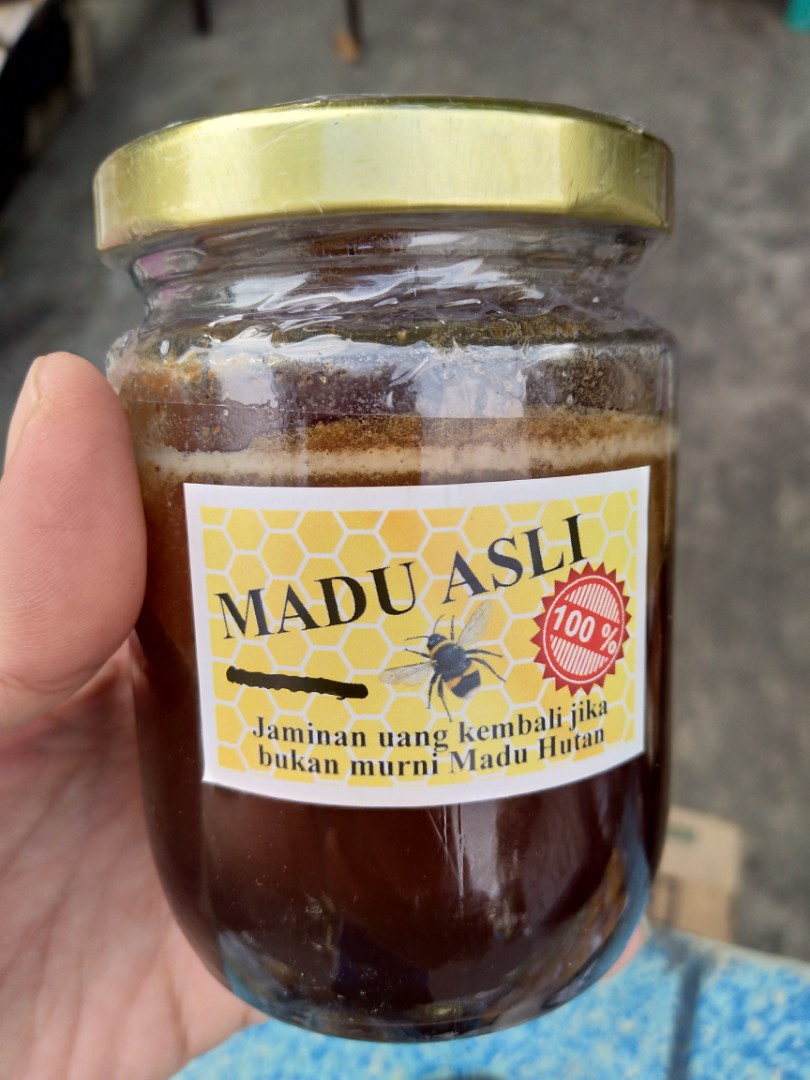 MADU ASLI
100 %
Jaminan uang kembali jika
bukan murni Madu Hutan